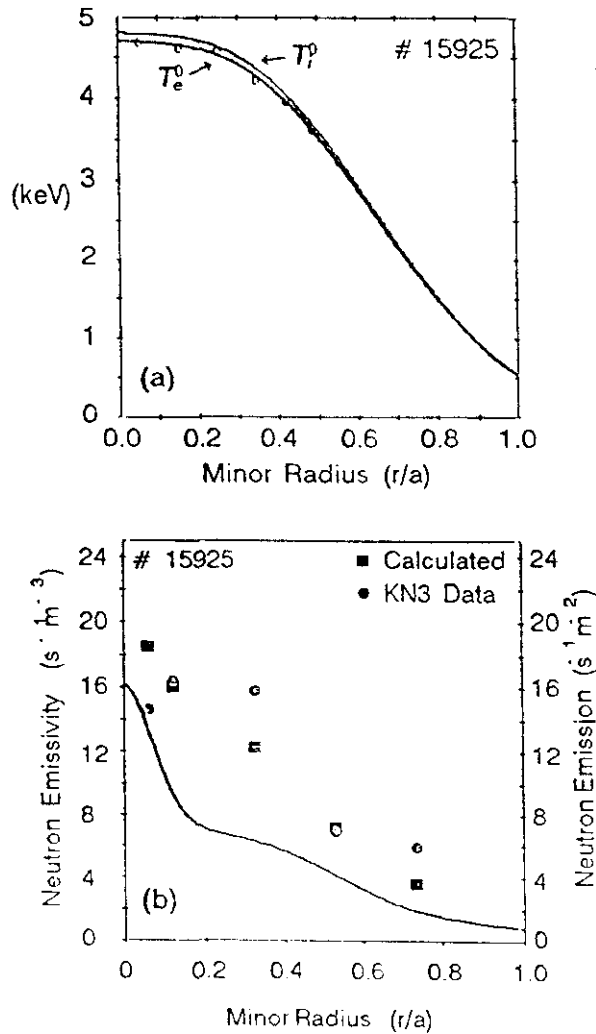 5
4
3
2
1
0
(keV)
# 15925
T_i^0
T_e^0
(a)
0.0 0.2 0.4 0.6 0.8 1.0
Minor Radius (r/a)
24
20
16
12
8
4
0
Neutron Emissivity (s⁻¹m⁻³)
# 15925
■ Calculated
● KN3 Data
(b)
24
20
16
12
8
4
0
Neutron Emission (s⁻¹m⁻²)
0 0.2 0.4 0.6 0.8 1.0
Minor Radius (r/a)